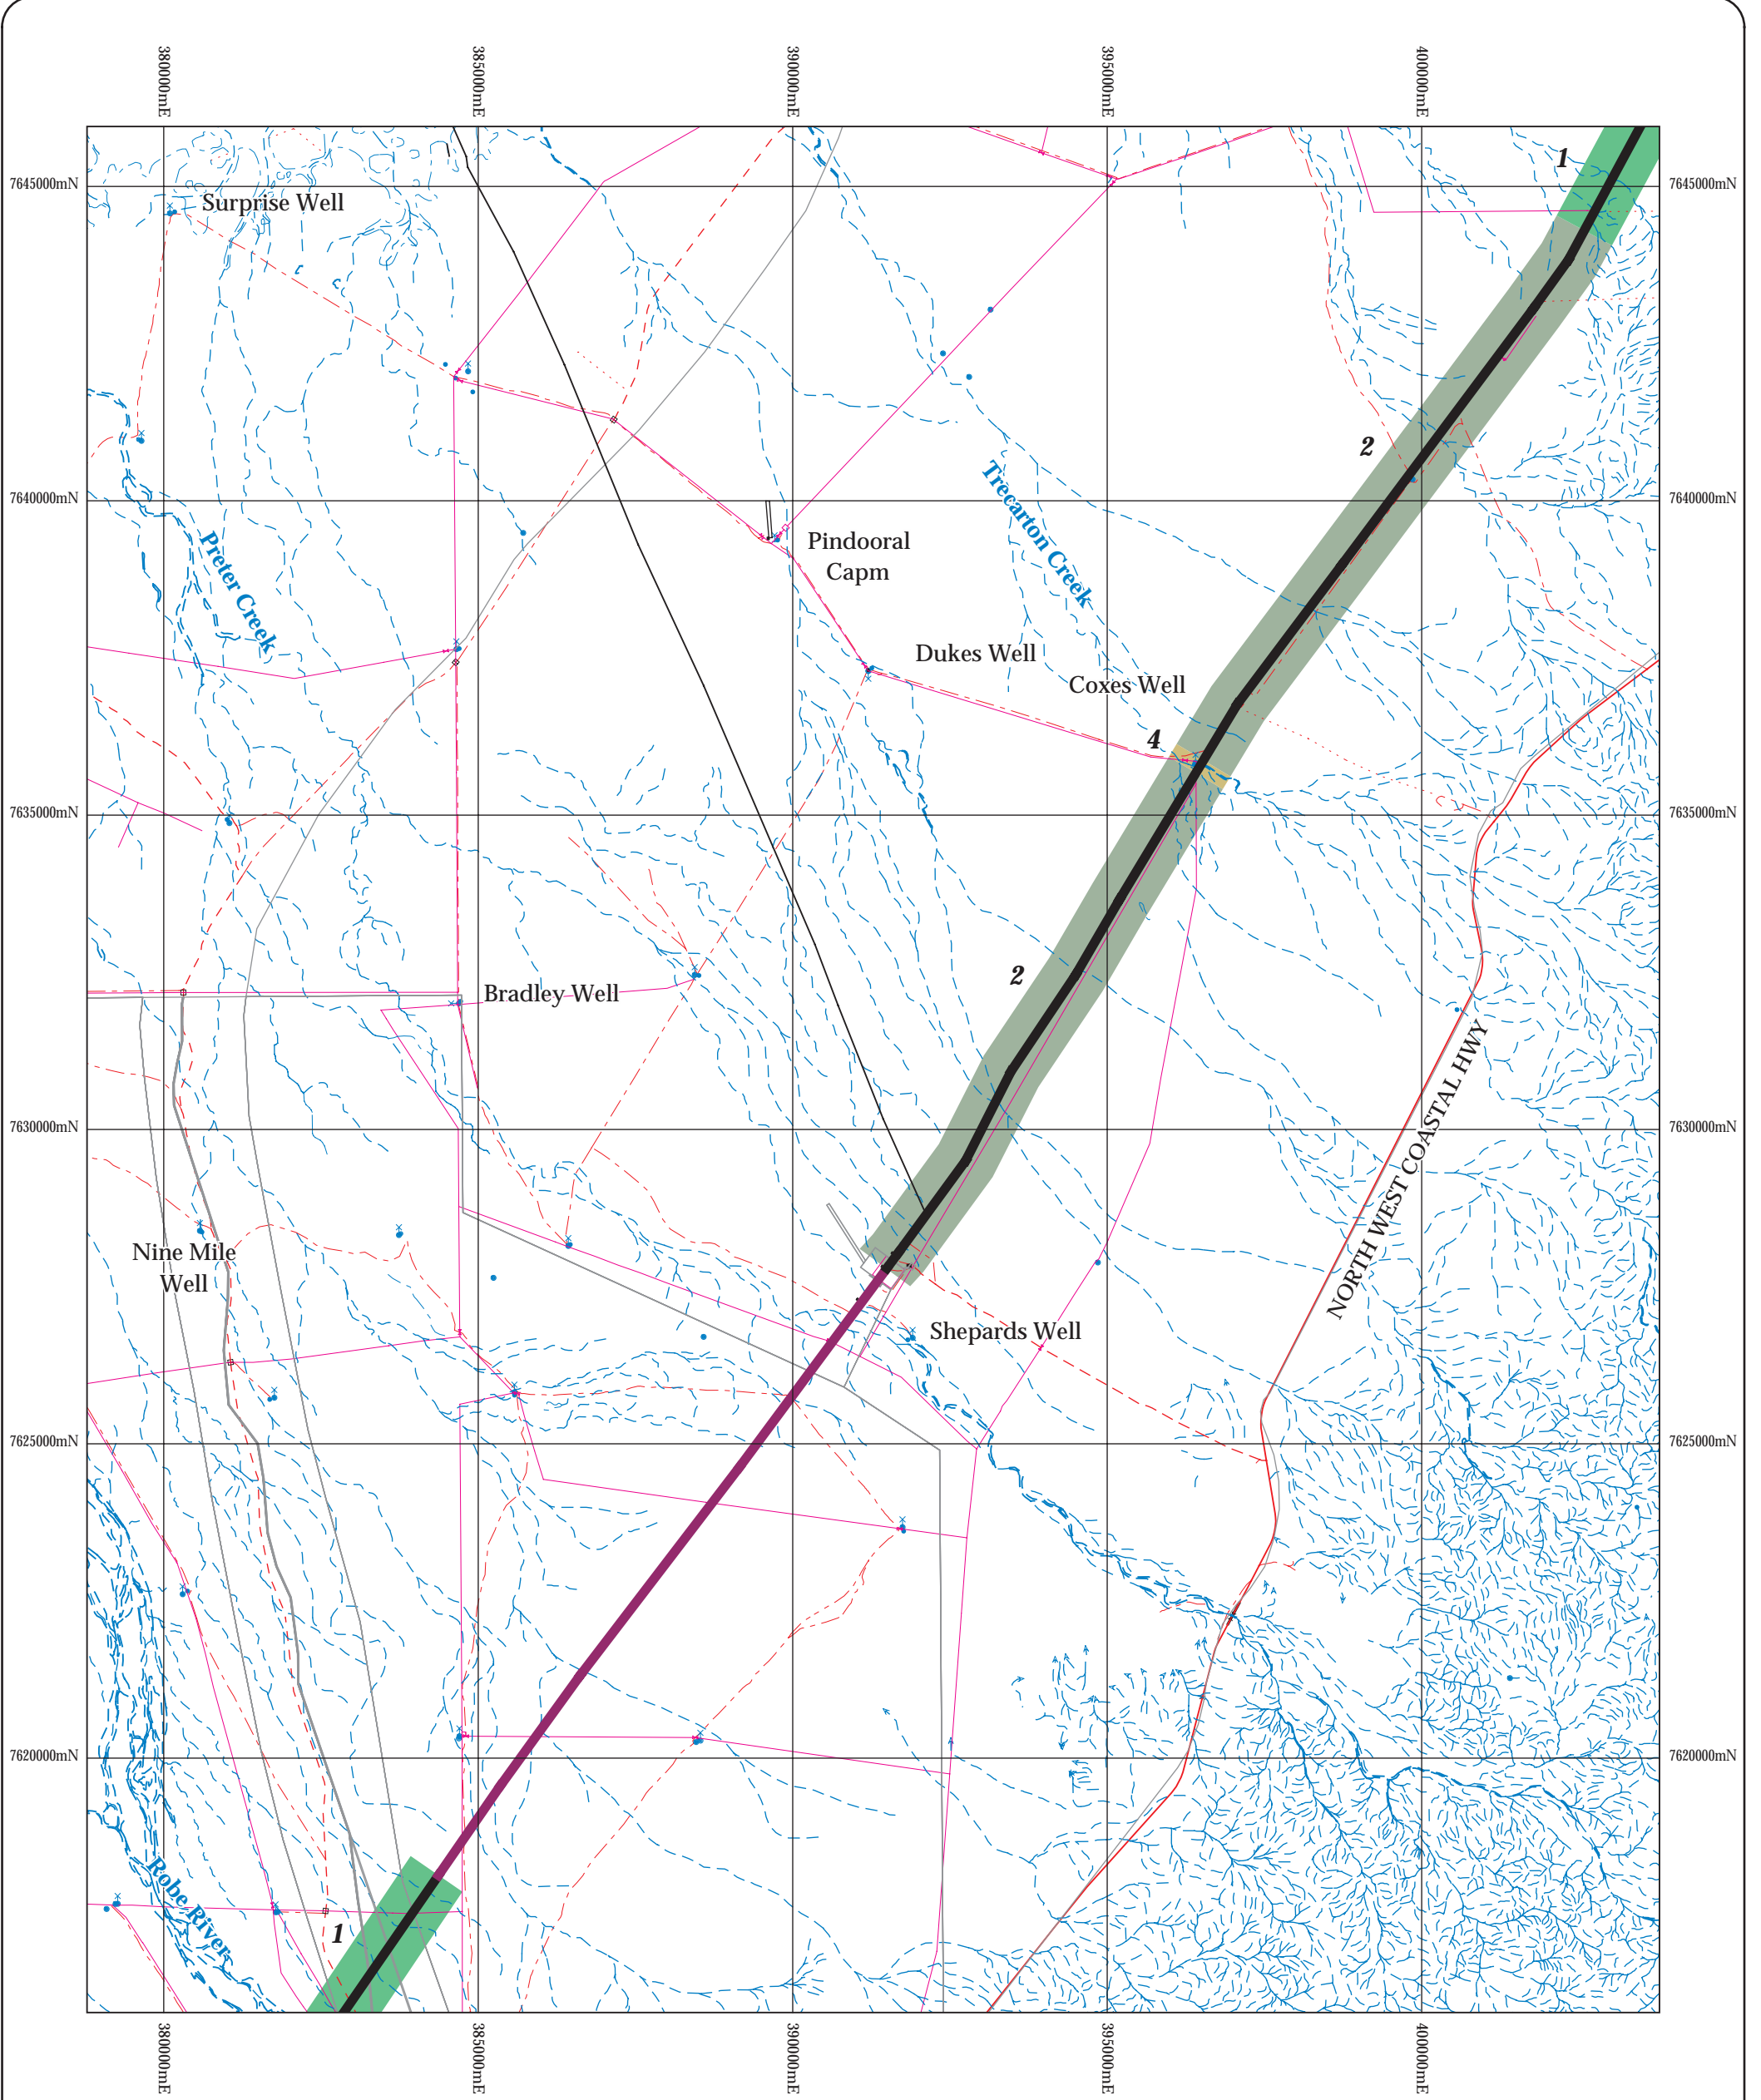 380000mE
385000mE
390000mE
395000mE
400000mE
1
7645000mN
7645000mN
Surprise Well
2
7640000mN
7640000mN
Trecarton Creek
Preter Creek
Pindooral
Capm
Dukes Well
Coxes Well
4
7635000mN
7635000mN
2
Bradley Well
NORTH WEST COASTAL HWY
7630000mN
7630000mN
Nine Mile
Well
Shepards Well
7625000mN
7625000mN
7620000mN
7620000mN
Robe River
1
380000mE
385000mE
390000mE
395000mE
400000mE